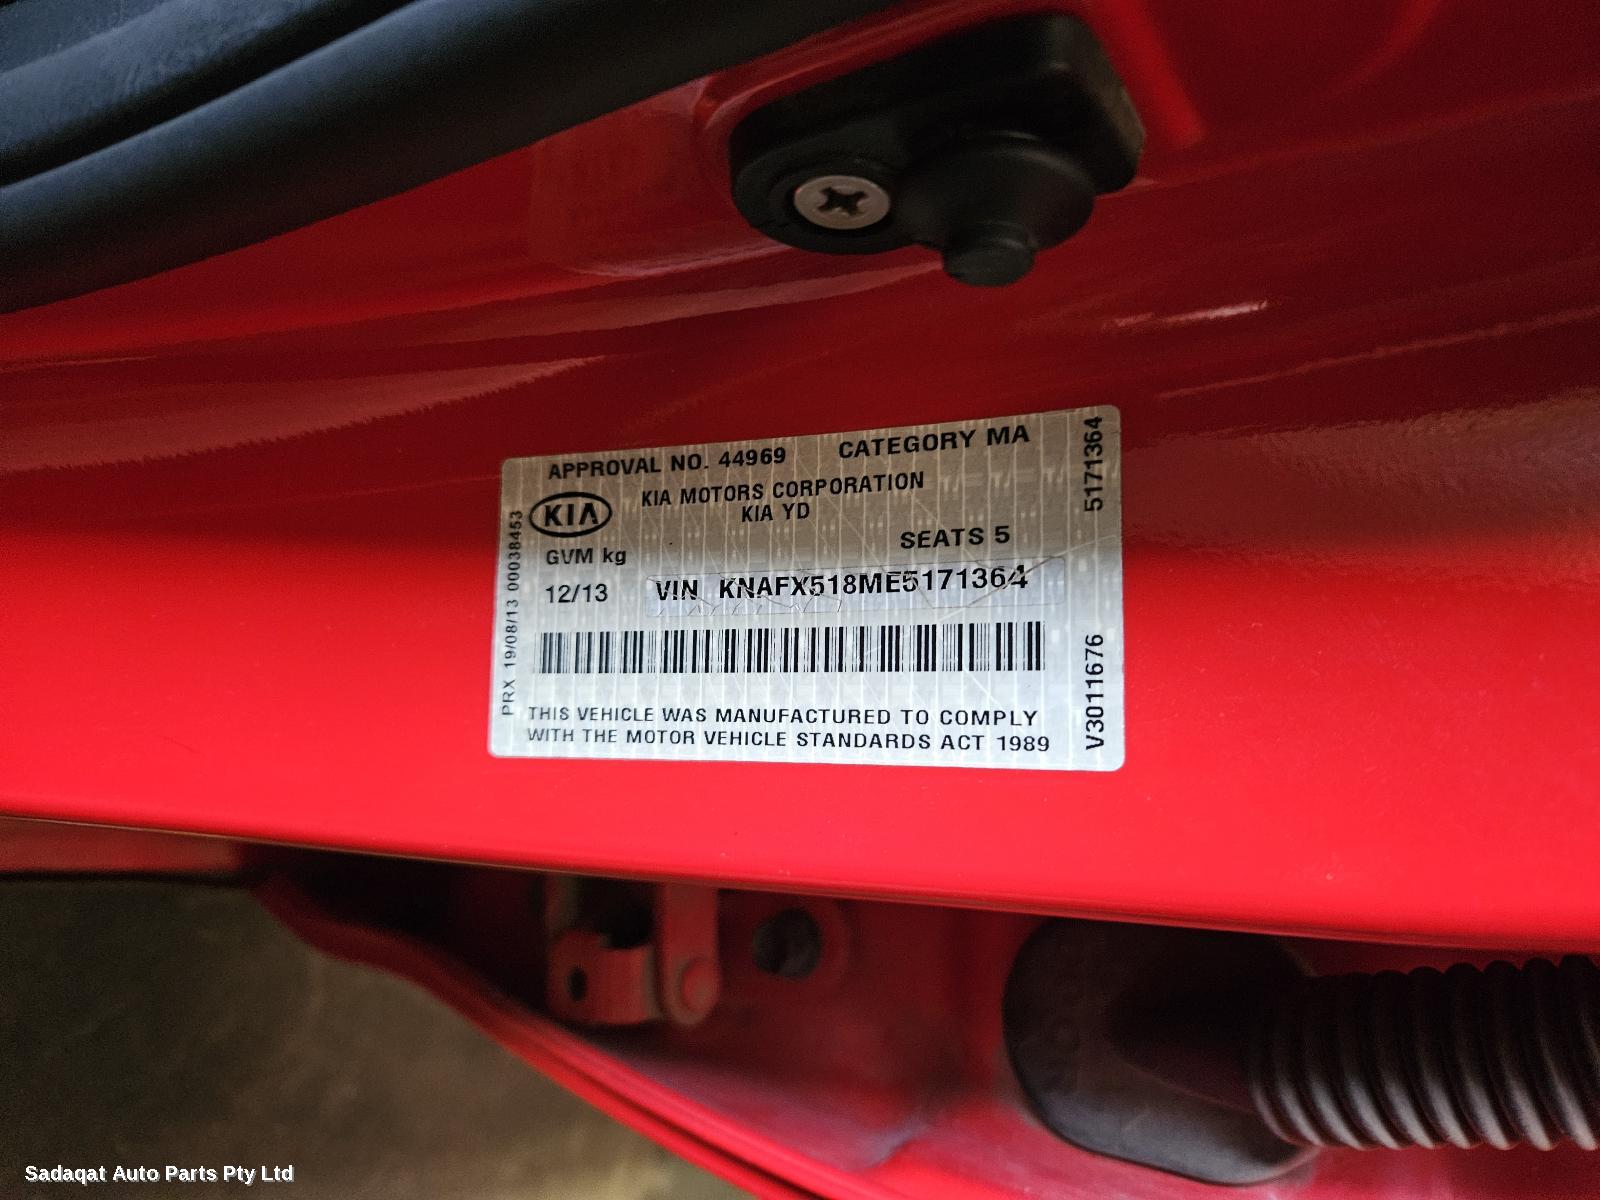 APPROVAL NO. 44969 CATEGORY MA
KIA
KIA MOTORS CORPORATION
KIA YD
SEATS 5
GVM kg
12/13 VIN KNAFX518ME5171364
THIS VEHICLE WAS MANUFACTURED TO COMPLY
WITH THE MOTOR VEHICLE STANDARDS ACT 1989
PRX 19/08/13 00038453
5171364
V3011676
Sadaqat Auto Parts Pty Ltd